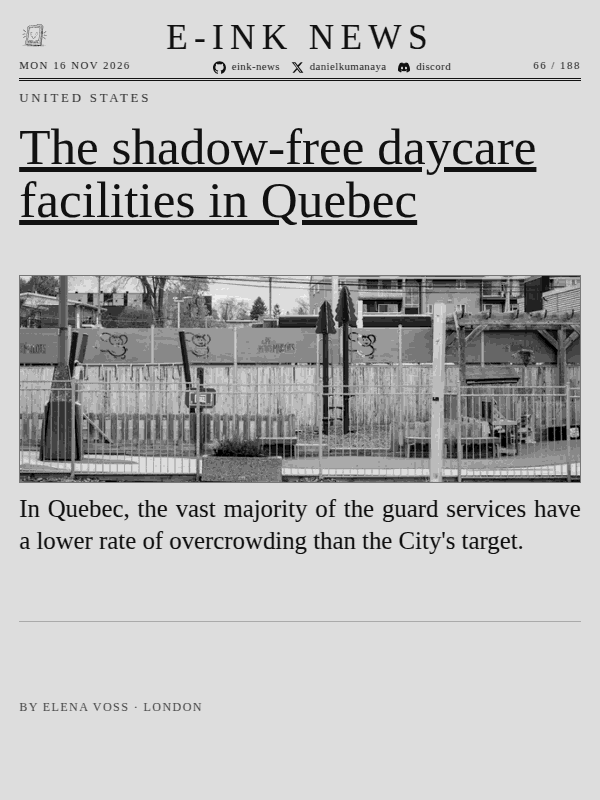 E-INK NEWS
MON 16 NOV 2026
eink-news danielkumanaya discord
66 / 188
UNITED STATES
The shadow-free daycare
facilities in Quebec
In Quebec, the vast majority of the guard services have
a lower rate of overcrowding than the City's target.
BY ELENA VOSS · LONDON